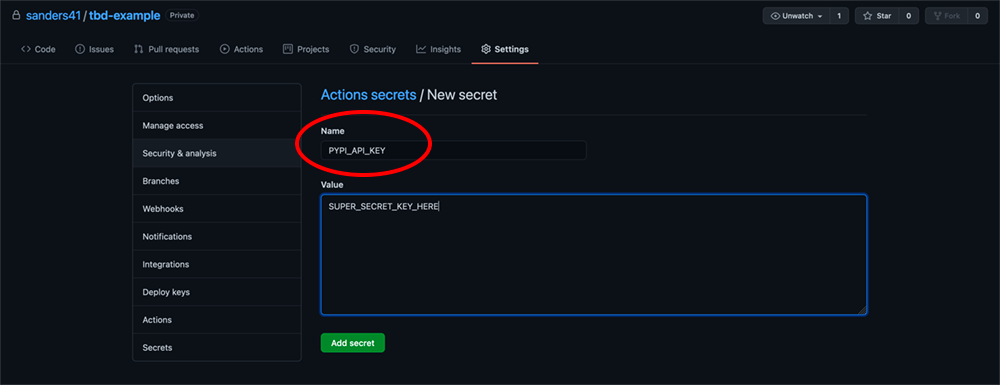 sanders41 / tbd-example Private
Unwatch 1 Star 0 Fork 0
Code Issues Pull requests Actions Projects Security Insights Settings
Options
Manage access
Security & analysis
Branches
Webhooks
Notifications
Integrations
Deploy keys
Actions
Secrets
Actions secrets / New secret
Name
PYPI_API_KEY
Value
SUPER_SECRET_KEY_HERE
Add secret